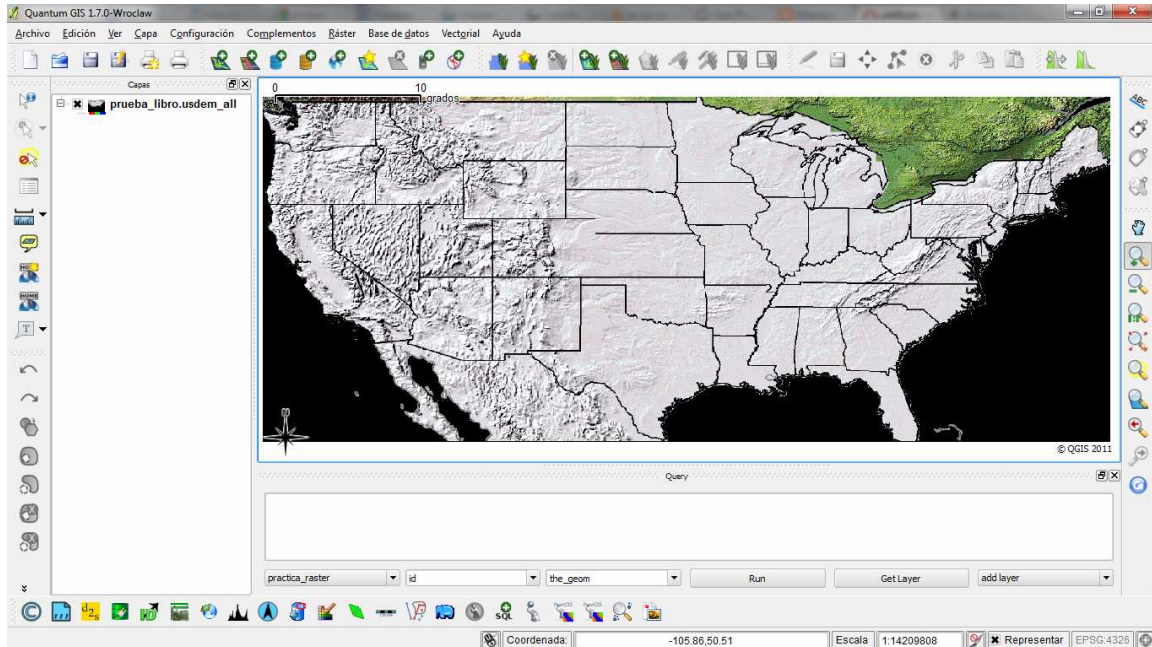 Quantum GIS 1.7.0-Wroclaw
Archivo Edición Ver Capa Configuración Complementos Ráster Base de datos Vectorial Ayuda
Capas
prueba_libro.usdem_all
0 10
grados
© QGIS 2011
Query
practica_raster id the_geom Run Get Layer add layer
Coordenada: -105.86,50.51 Escala 1:14209808 Representar EPSG:4326